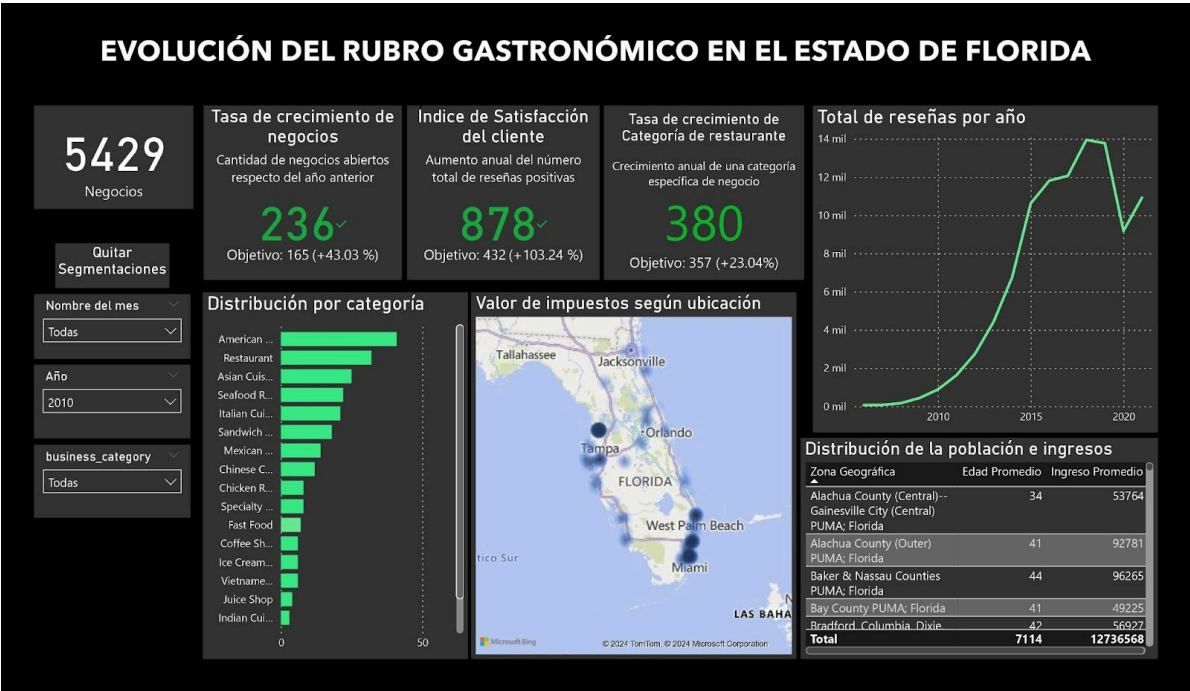 EVOLUCIÓN DEL RUBRO GASTRONÓMICO EN EL ESTADO DE FLORIDA
5429
Negocios
Quitar
Segmentaciones
Nombre del mes
Todas
Año
2010
business_category
Todas
Tasa de crecimiento de
negocios
Cantidad de negocios abiertos
respecto del año anterior
236
Objetivo: 165 (+43.03 %)
Indice de Satisfacción
del cliente
Aumento anual del número
total de reseñas positivas
878
Objetivo: 432 (+103.24 %)
Tasa de crecimiento de
Categoría de restaurante
Crecimiento anual de una categoría
específica de negocio
380
Objetivo: 357 (+23.04%)
Total de reseñas por año
14 mil
12 mil
10 mil
8 mil
6 mil
4 mil
2 mil
0 mil
2010
2015
2020
Distribución por categoría
American ...
Restaurant
Asian Cuis...
Seafood R...
Italian Cui...
Sandwich ...
Mexican ...
Chinese C...
Chicken R...
Specialty ...
Fast Food
Coffee Sh...
Ice Cream...
Vietname...
Juice Shop
Indian Cui...
0
50
Valor de impuestos según ubicación
Tallahassee
Jacksonville
Orlando
Tampa
FLORIDA
West Palm Beach
Miami
tico Sur
N
LAS BAHA
Microsoft Bing
© 2024 TomTom, © 2024 Microsoft Corporation
Distribución de la población e ingresos
Zona Geográfica Edad Promedio Ingreso Promedio
Alachua County (Central)-- 34 53764
Gainesville City (Central)
PUMA; Florida
Alachua County (Outer) 41 92781
PUMA; Florida
Baker & Nassau Counties 44 96265
PUMA; Florida
Bay County PUMA; Florida 41 49225
Bradford, Columbia, Dixie, 42 56927
Total 7114 12736568